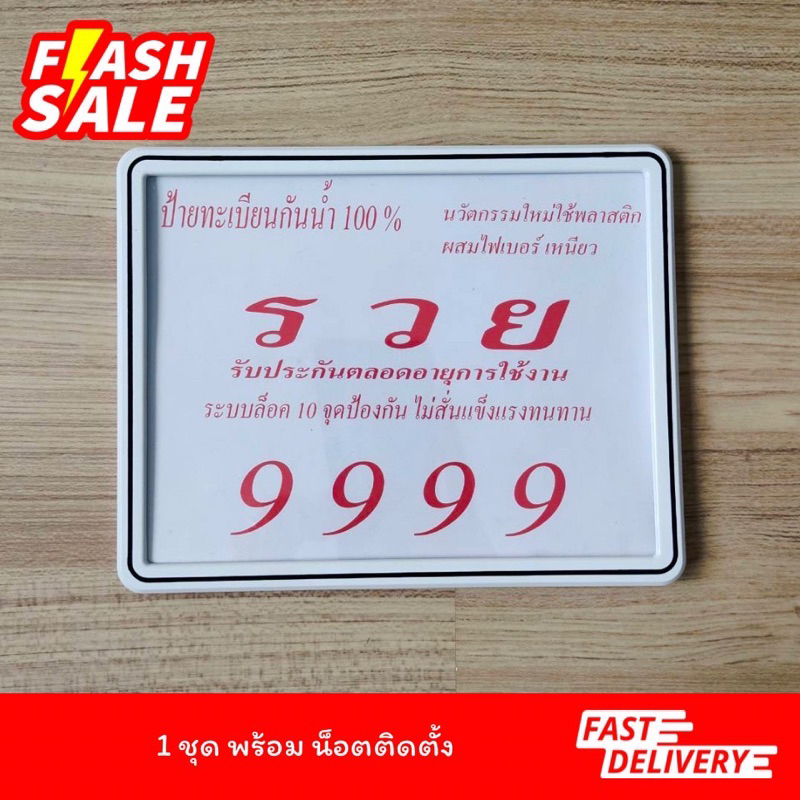 FLASH
SALE
ป้ายทะเบียนกันน้ำ 100 %
นวัตกรรมใหม่ใช้พลาสติก
ผสมไฟเบอร์ เหนียว
ร ว ย
รับประกันตลอดอายุการใช้งาน
ระบบบล็อค 10 จุดป้องกัน ไม่สั่นแข็งแรงทนทาน
9 9 9 9
1 ชุด พร้อม น็อตติดตั้ง
FAST
DELIVERY